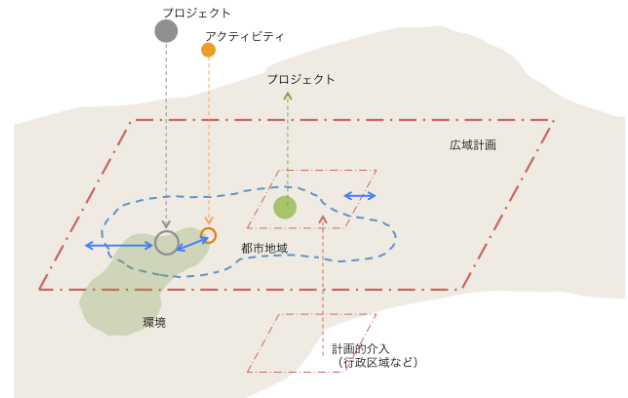 プロジェクト
アクティビティ
プロジェクト
広域計画
都市地域
環境
計画的介入
（行政区域など）